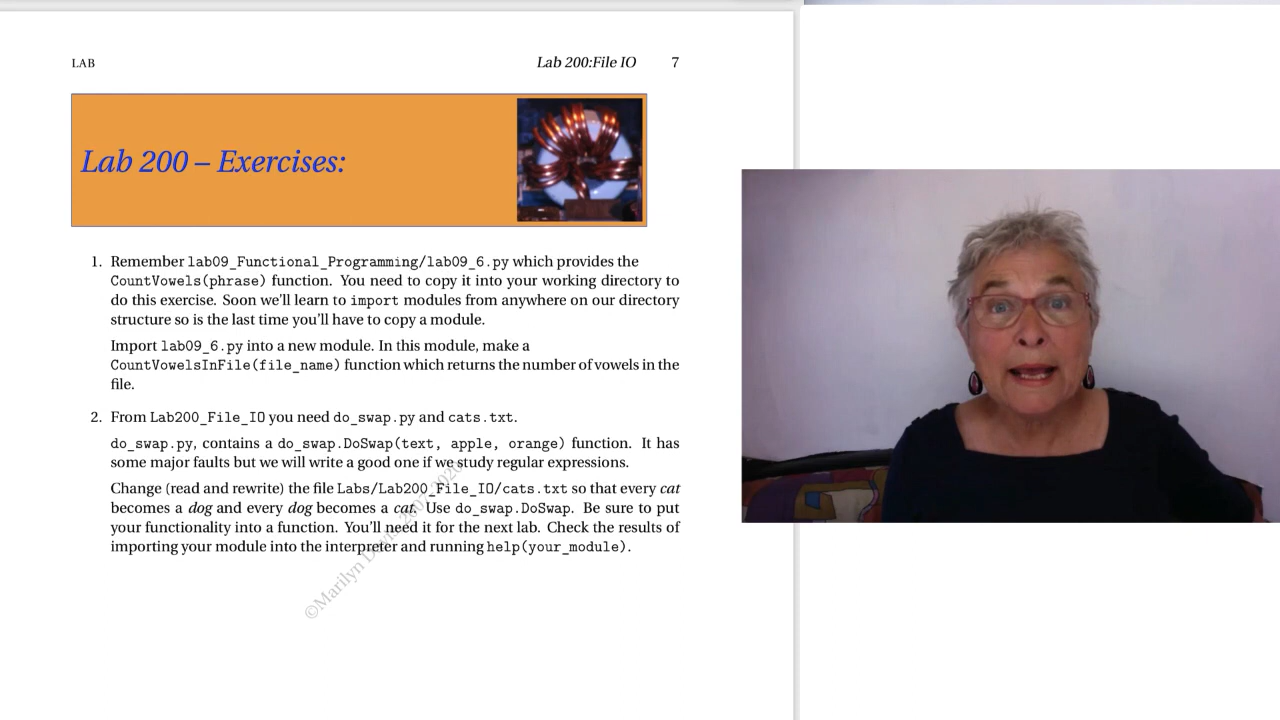 LAB
Lab 200:File IO 7
Lab 200 – Exercises:
1. Remember lab09_Functional_Programming/lab09_6.py which provides the
CountVowels(phrase) function. You need to copy it into your working directory to
do this exercise. Soon we'll learn to import modules from anywhere on our directory
structure so is the last time you'll have to copy a module.
Import lab09_6.py into a new module. In this module, make a
CountVowelsInFile(file_name) function which returns the number of vowels in the
file.
2. From Lab200_File_IO you need do_swap.py and cats.txt.
do_swap.py, contains a do_swap.DoSwap(text, apple, orange) function. It has
some major faults but we will write a good one if we study regular expressions.
Change (read and rewrite) the file Labs/Lab200_File_IO/cats.txt so that every cat
becomes a dog and every dog becomes a cat. Use do_swap.DoSwap. Be sure to put
your functionality into a function. You'll need it for the next lab. Check the results of
importing your module into the interpreter and running help(your_module).
©Marilyn Davis